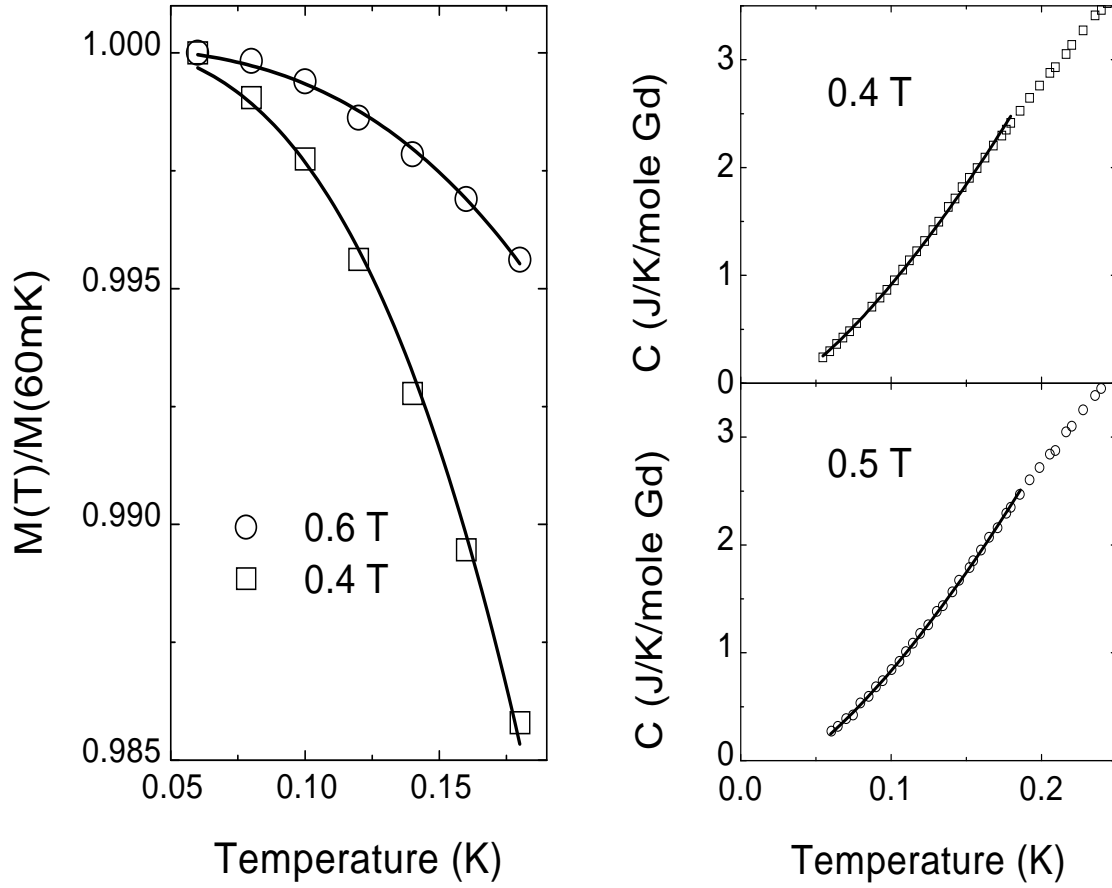 M(T)/M(60mK)
1.000
0.995
0.990
0.985
0.6 T
0.4 T
0.05
0.10
0.15
Temperature (K)
C (J/K/mole Gd)
3
2
1
0
0.4 T
C (J/K/mole Gd)
3
2
1
0
0.5 T
0.0
0.1
0.2
Temperature (K)